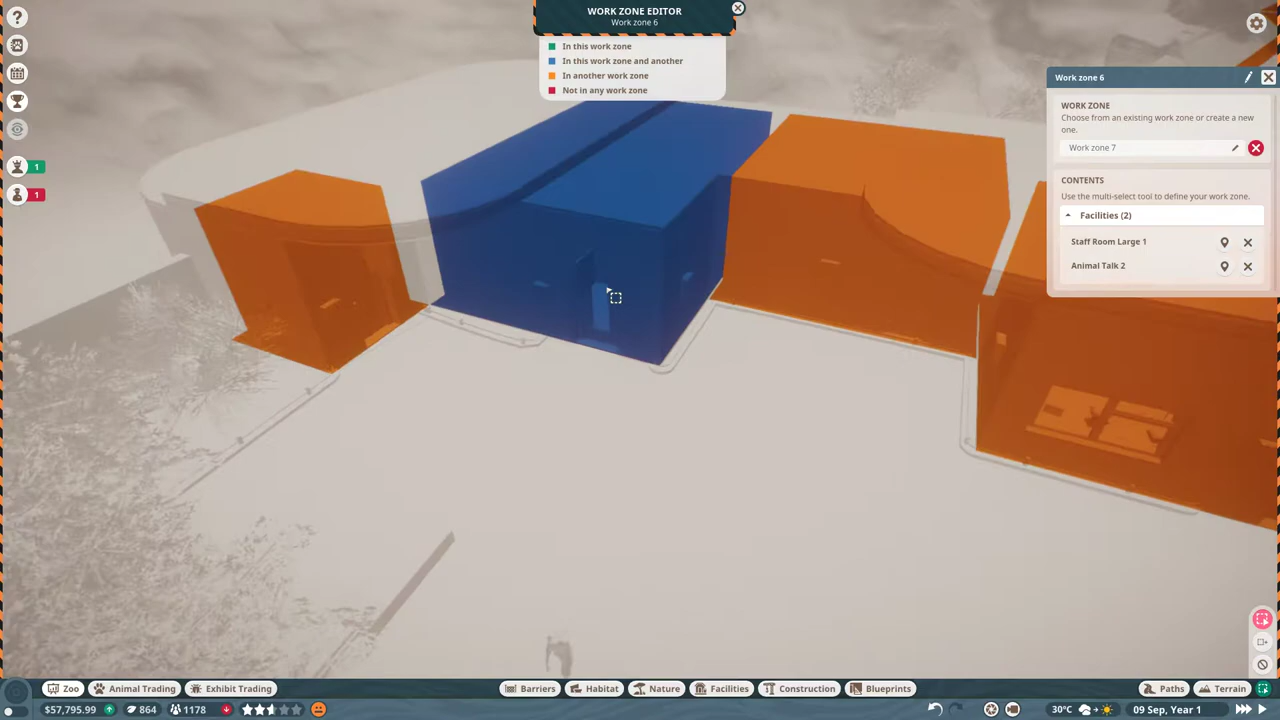 WORK ZONE EDITOR
Work zone 6
In this work zone
In this work zone and another
In another work zone
Not in any work zone
?
1
1
Work zone 6
WORK ZONE
Choose from an existing work zone or create a new
one.
Work zone 7
CONTENTS
Use the multi-select tool to define your work zone.
Facilities (2)
Staff Room Large 1
Animal Talk 2
Zoo
Animal Trading
Exhibit Trading
Barriers
Habitat
Nature
Facilities
Construction
Blueprints
Paths
Terrain
$57,795.99
864
1178
30°C
09 Sep, Year 1